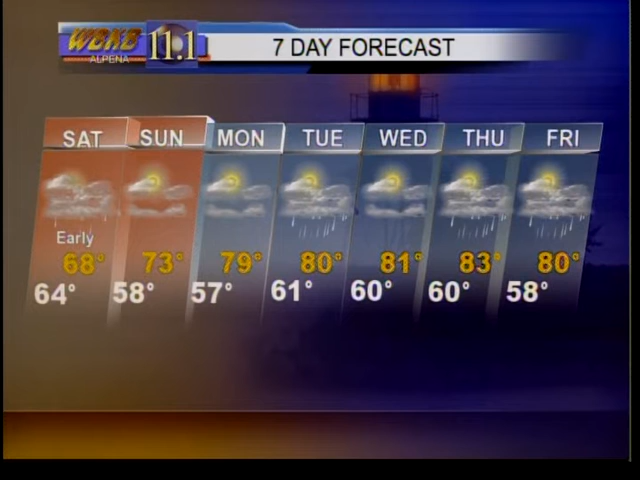 WBKB 11.1
ALPENA
7 DAY FORECAST
SAT SUN MON TUE WED THU FRI
Early
68° 73° 79° 80° 81° 83° 80°
64° 58° 57° 61° 60° 60° 58°